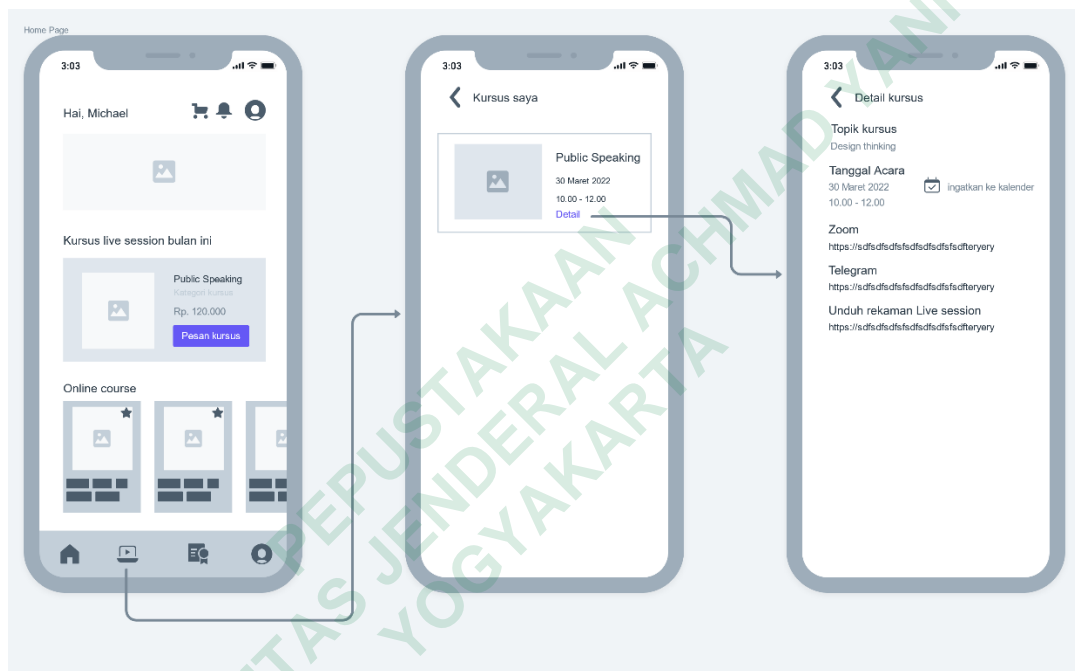 Home Page
3:03
Hai, Michael
Kursus live session bulan ini
Public Speaking
Kategori kursus
Rp. 120.000
Pesan kursus
Online course
3:03
Kursus saya
Public Speaking
30 Maret 2022
10.00 - 12.00
Detail
3:03
Detail kursus
Topik kursus
Design thinking
Tanggal Acara
30 Maret 2022
ingatkan ke kalender
10.00 - 12.00
Zoom
https://sdfsdfsdfsfsdfsdfsdfsfsdfteryery
Telegram
https://sdfsdfsdfsfsdfsdfsdfsfsdfteryery
Unduh rekaman Live session
https://sdfsdfsdfsfsdfsdfsdfsfsdfteryery
PEPUSTAKAAN
ITAS JENDERAL ACHMAD YANI
YOGYAKARTA